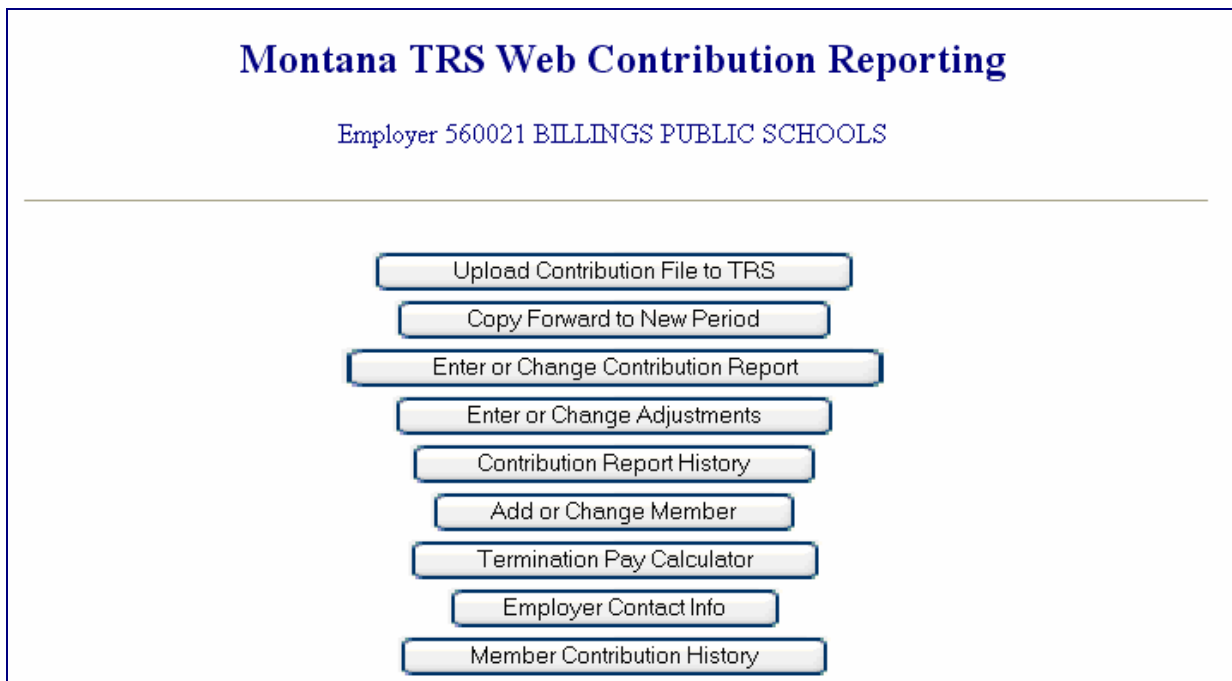 Montana TRS Web Contribution Reporting
Employer 560021 BILLINGS PUBLIC SCHOOLS
Upload Contribution File to TRS
Copy Forward to New Period
Enter or Change Contribution Report
Enter or Change Adjustments
Contribution Report History
Add or Change Member
Termination Pay Calculator
Employer Contact Info
Member Contribution History